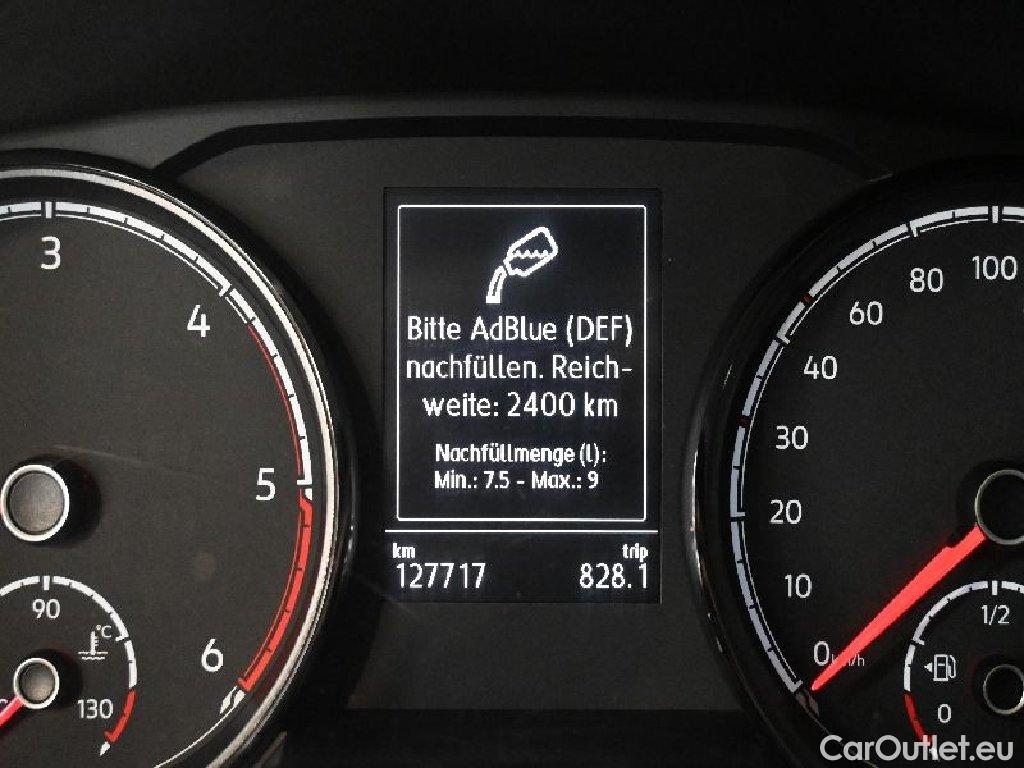 3
4
5
6
90
°C
130
Bitte AdBlue (DEF)
nachfüllen. Reich-
weite: 2400 km
Nachfüllmenge (l):
Min.: 7.5 - Max.: 9
km
trip
127717
828.1
100
80
60
40
30
20
10
0
km/h
1/2
0
CarOutlet.eu